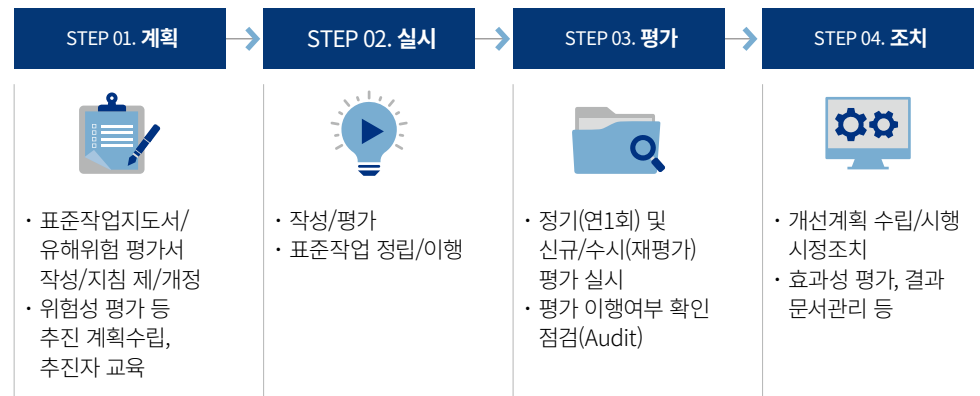 STEP 01. 계획
STEP 02. 실시
STEP 03. 평가
STEP 04. 조치
· 표준작업지도서/
유해위험 평가서
작성/지침 제/개정
· 위험성 평가 등
추진 계획수립,
추진자 교육
· 작성/평가
· 표준작업 정립/이행
· 정기(연1회) 및
신규/수시(재평가)
평가 실시
· 평가 이행여부 확인
점검(Audit)
· 개선계획 수립/시행
시정조치
· 효과성 평가, 결과
문서관리 등